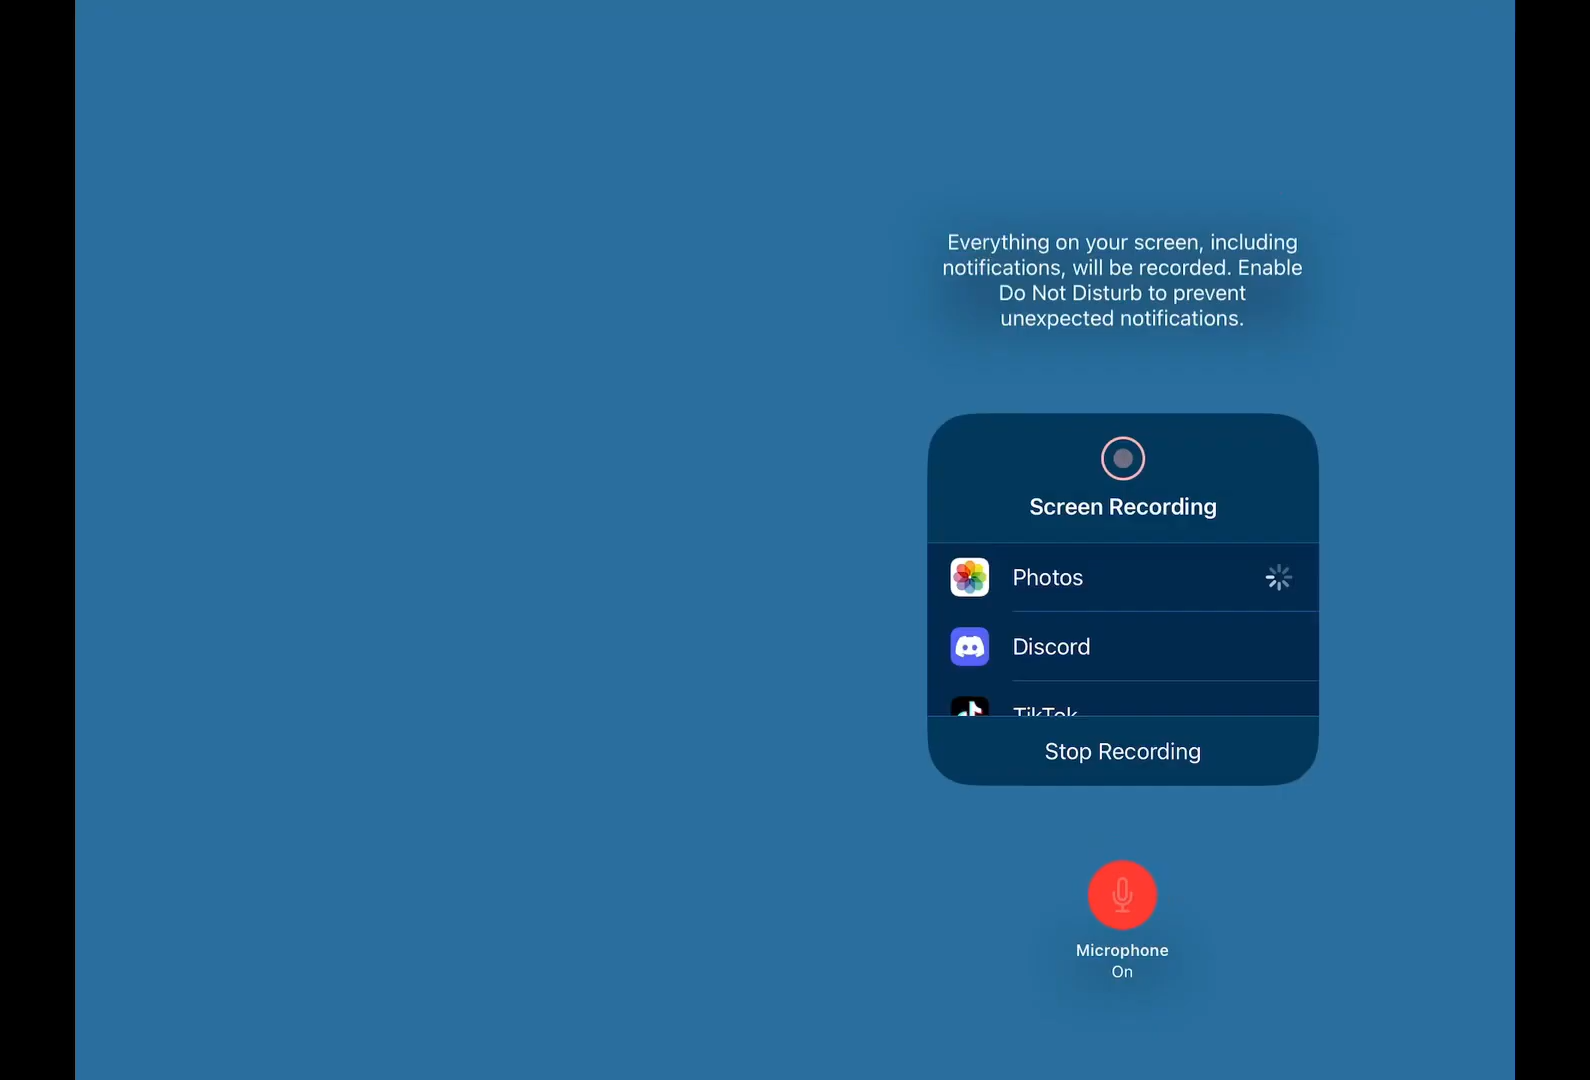 Everything on your screen, including
notifications, will be recorded. Enable
Do Not Disturb to prevent
unexpected notifications.
Screen Recording
Photos
Discord
TikTok
Stop Recording
Microphone
On